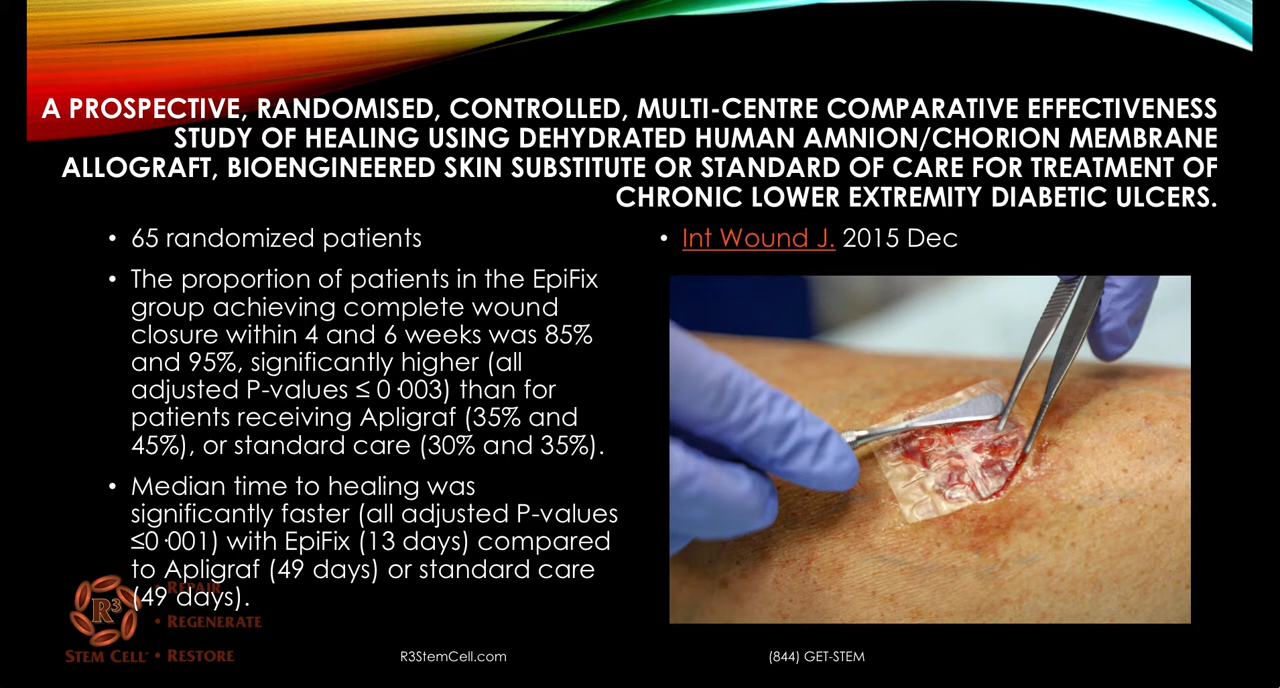 A PROSPECTIVE, RANDOMISED, CONTROLLED, MULTI-CENTRE COMPARATIVE EFFECTIVENESS
STUDY OF HEALING USING DEHYDRATED HUMAN AMNION/CHORION MEMBRANE
ALLOGRAFT, BIOENGINEERED SKIN SUBSTITUTE OR STANDARD OF CARE FOR TREATMENT OF
CHRONIC LOWER EXTREMITY DIABETIC ULCERS.
• 65 randomized patients
• The proportion of patients in the EpiFix
group achieving complete wound
closure within 4 and 6 weeks was 85%
and 95%, significantly higher (all
adjusted P-values ≤ 0·003) than for
patients receiving Apligraf (35% and
45%), or standard care (30% and 35%).
• Median time to healing was
significantly faster (all adjusted P-values
≤0·001) with EpiFix (13 days) compared
to Apligraf (49 days) or standard care
(49 days).
• Int Wound J. 2015 Dec
R3
• REPAIR
• REGENERATE
STEM CELL • RESTORE
R3StemCell.com
(844) GET-STEM